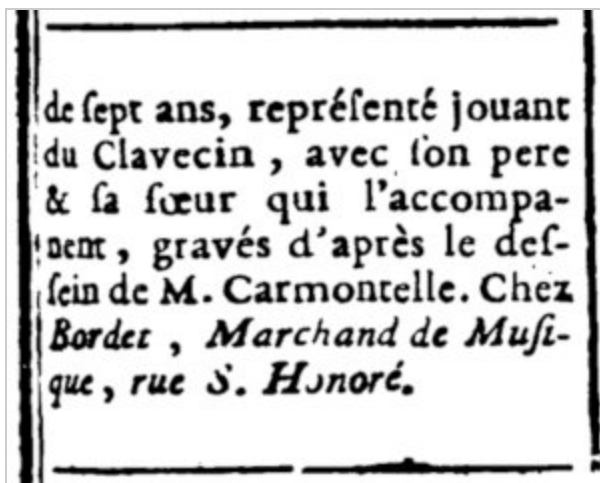 de ſept ans, repréſenté jouant
du Clavecin, avec ſon pere
& ſa ſœur qui l'accompa-
nent, gravés d'après le deſ-
ſein de M. Carmontelle. Chez
Bordet, Marchand de Muſi-
que, rue S. Honoré.